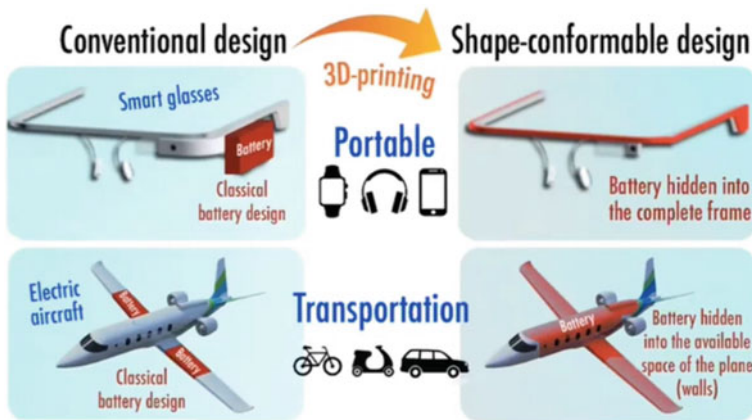 Conventional design
Shape-conformable design
3D-printing
Smart glasses
Battery
Classical
battery design
Portable
Battery hidden into
the complete frame
Electric
aircraft
Battery
Battery
Classical
battery design
Transportation
Battery
Battery hidden
into the available
space of the plane
(walls)